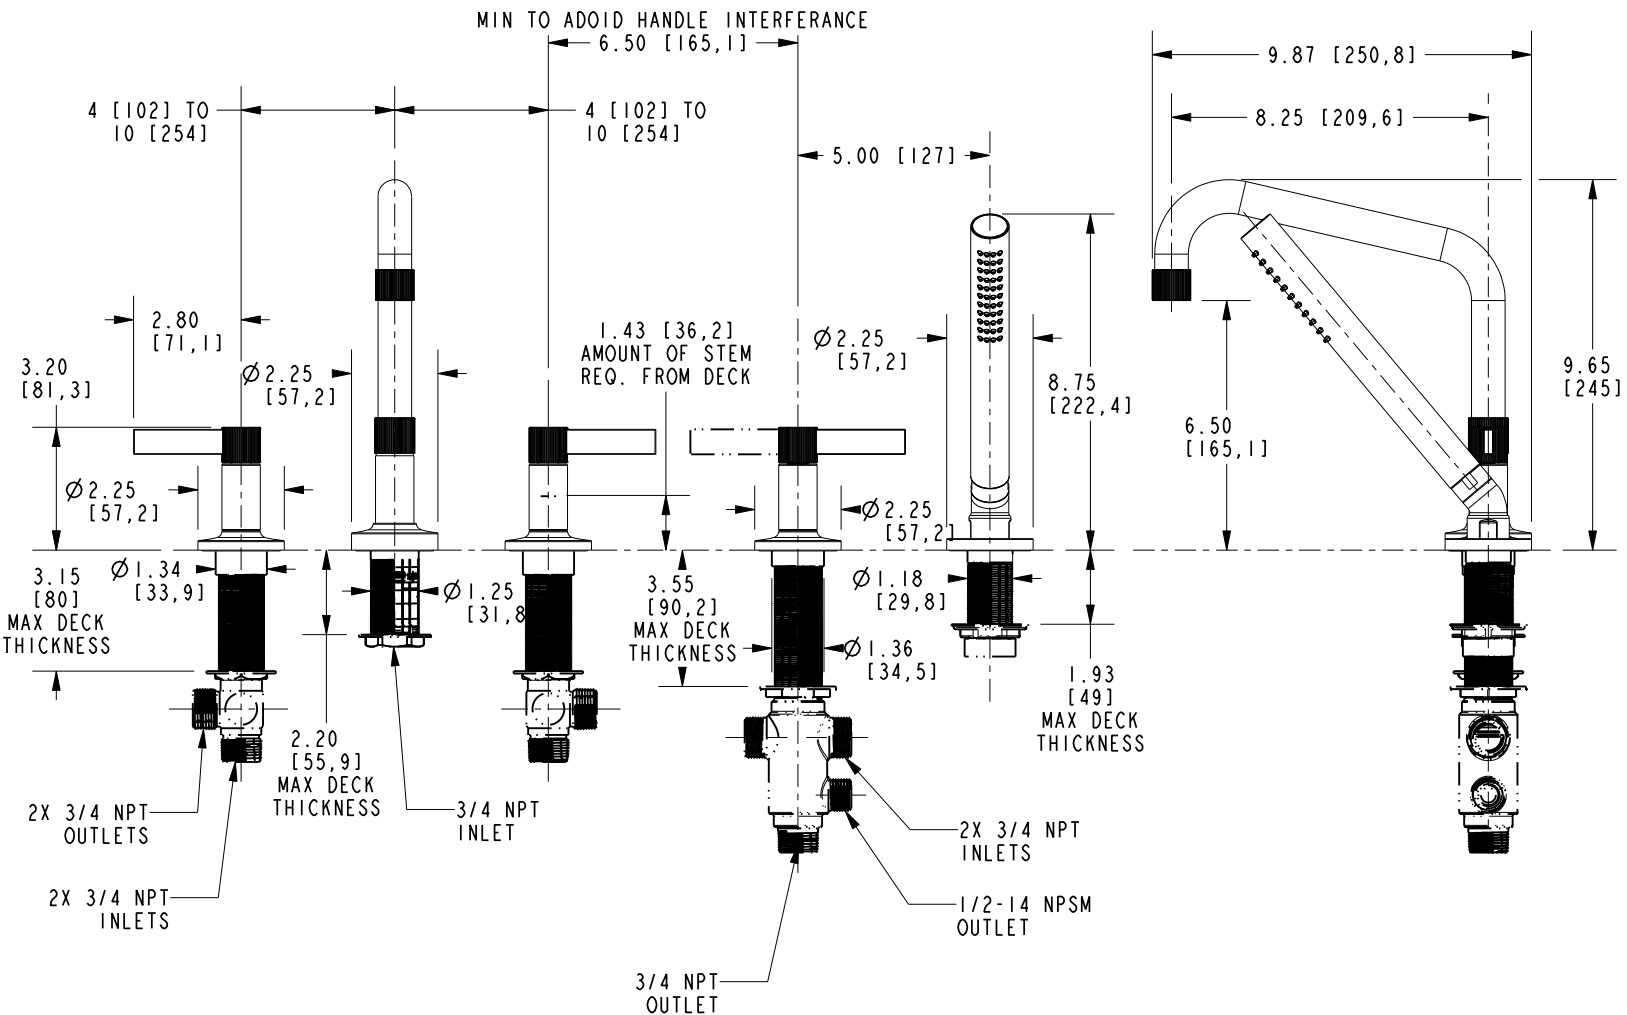 MIN TO ADOID HANDLE INTERFERANCE
6.50 [165,1]
9.87 [250,8]
4 [102] TO
10 [254]
4 [102] TO
10 [254]
8.25 [209,6]
5.00 [127]
2.80
[71,1]
1.43 [36,2]
AMOUNT OF STEM
REQ. FROM DECK
Ø2.25
[57,2]
3.20
[81,3]
Ø2.25
[57,2]
8.75
[222,4]
9.65
[245]
6.50
[165,1]
Ø2.25
[57,2]
Ø2.25
[57,2]
3.15
[80]
MAX DECK
THICKNESS
Ø1.34
[33,9]
Ø1.25
[31,8
3.55
[90,2]
MAX DECK
THICKNESS
Ø1.18
[29,8]
Ø1.36
[34,5]
1.93
[49]
MAX DECK
THICKNESS
2.20
[55,9]
MAX DECK
THICKNESS
2X 3/4 NPT
OUTLETS
3/4 NPT
INLET
2X 3/4 NPT
INLETS
2X 3/4 NPT
INLETS
1/2-14 NPSM
OUTLET
3/4 NPT
OUTLET